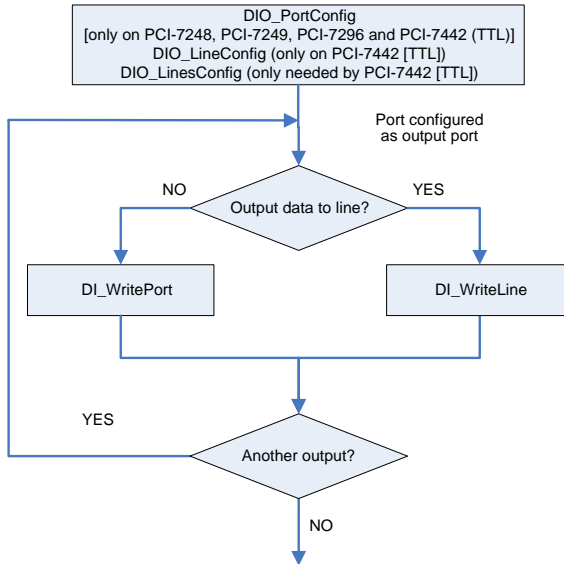 DIO_PortConfig
[only on PCI-7248, PCI-7249, PCI-7296 and PCI-7442 (TTL)]
DIO_LineConfig (only on PCI-7442 [TTL])
DIO_LinesConfig (only needed by PCI-7442 [TTL])
Port configured
as output port
NO
YES
Output data to line?
DI_WritePort
DI_WriteLine
YES
Another output?
NO